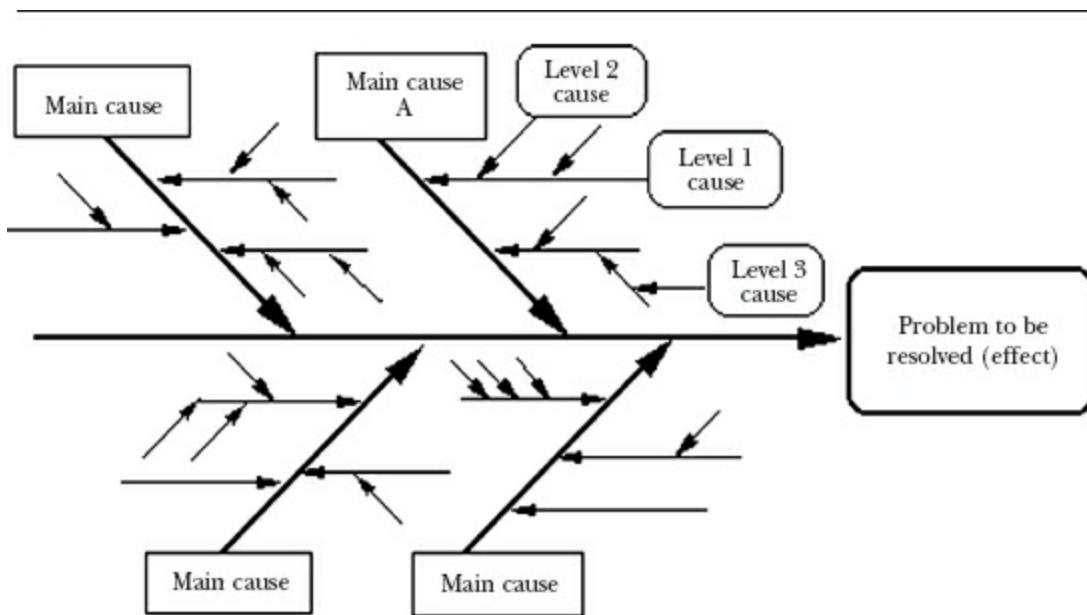 Main cause
Main cause
A
Level 2
cause
Level 1
cause
Level 3
cause
Problem to be
resolved (effect)
Main cause
Main cause